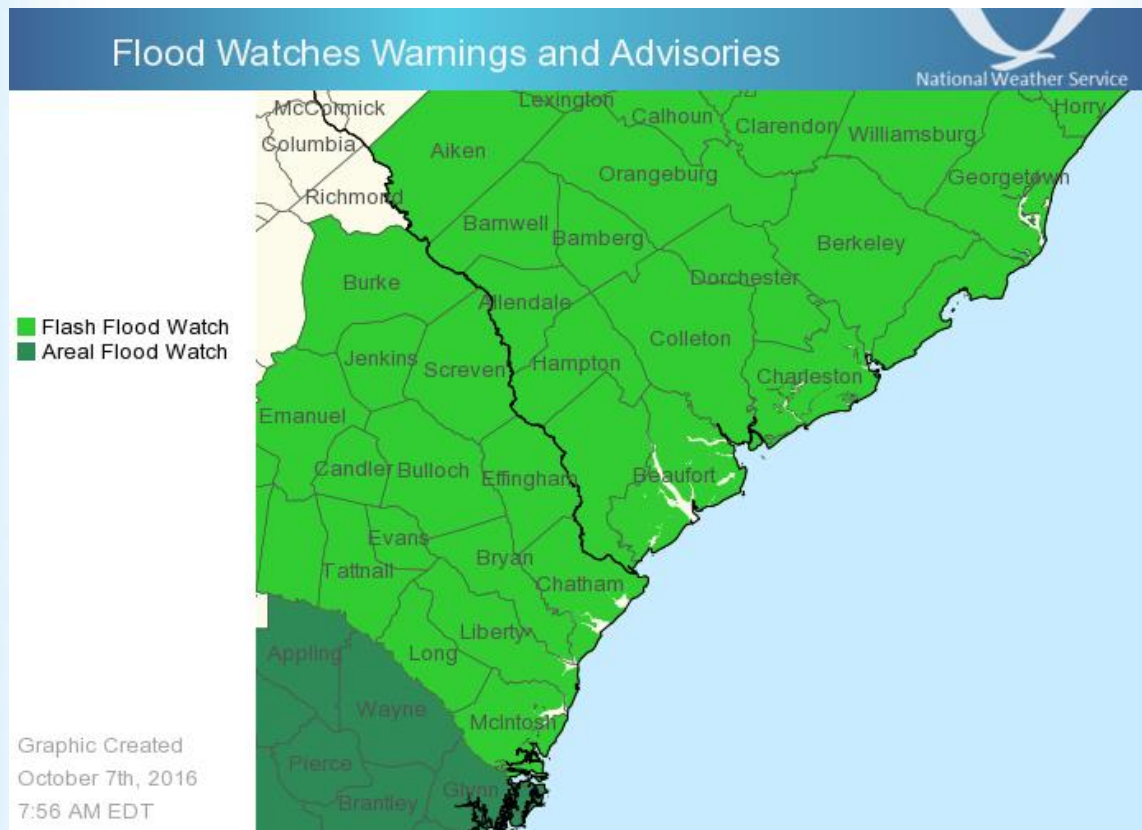 Flood Watches Warnings and Advisories
National Weather Service
McCormick
Lexington
Calhoun
Clarendon
Williamsburg
Horry
Columbia
Aiken
Orangeburg
Georgetown
Richmond
Barnwell
Bamberg
Berkeley
Burke
Dorchester
Allendale
Flash Flood Watch
Areal Flood Watch
Jenkins
Screven
Hampton
Colleton
Charleston
Emanuel
Candler
Bulloch
Effingham
Beaufort
Evans
Bryan
Tattnall
Chatham
Liberty
Appling
Long
Wayne
McIntosh
Pierce
Glynn
Brantley
Graphic Created
October 7th, 2016
7:56 AM EDT